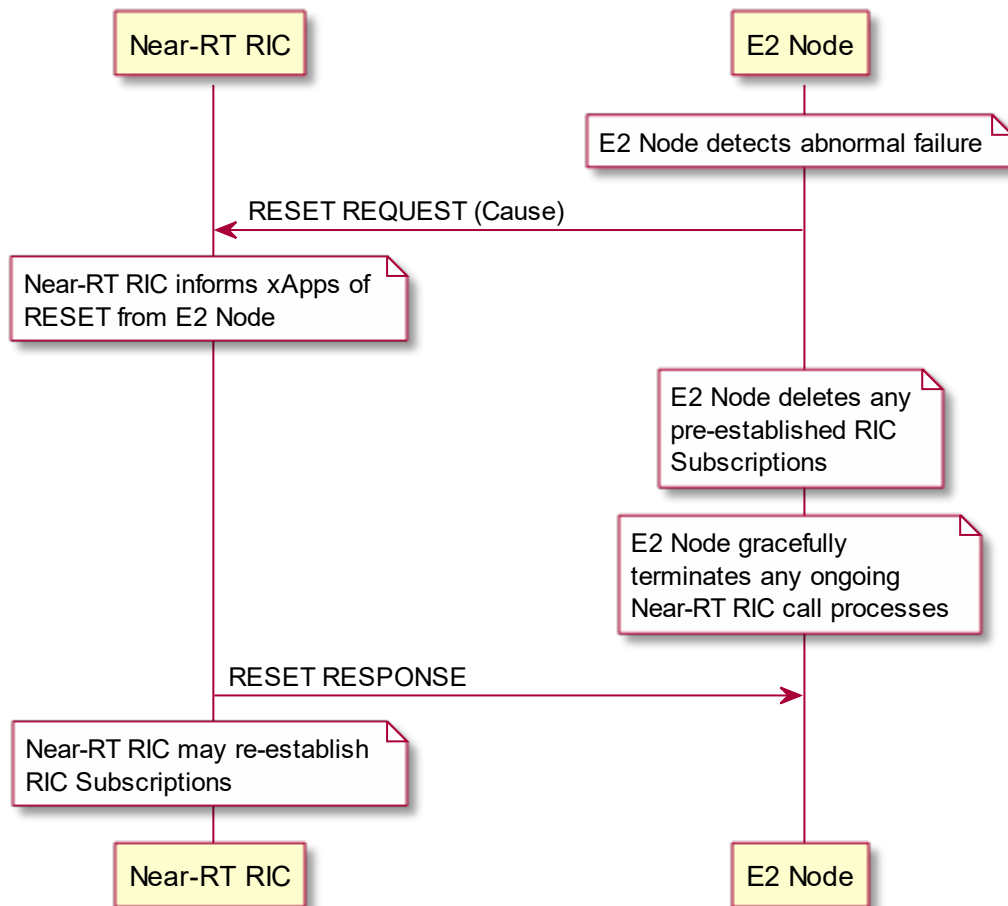 Near-RT RIC
E2 Node
E2 Node detects abnormal failure
RESET REQUEST (Cause)
Near-RT RIC informs xApps of
RESET from E2 Node
E2 Node deletes any
pre-established RIC
Subscriptions
E2 Node gracefully
terminates any ongoing
Near-RT RIC call processes
RESET RESPONSE
Near-RT RIC may re-establish
RIC Subscriptions
Near-RT RIC
E2 Node